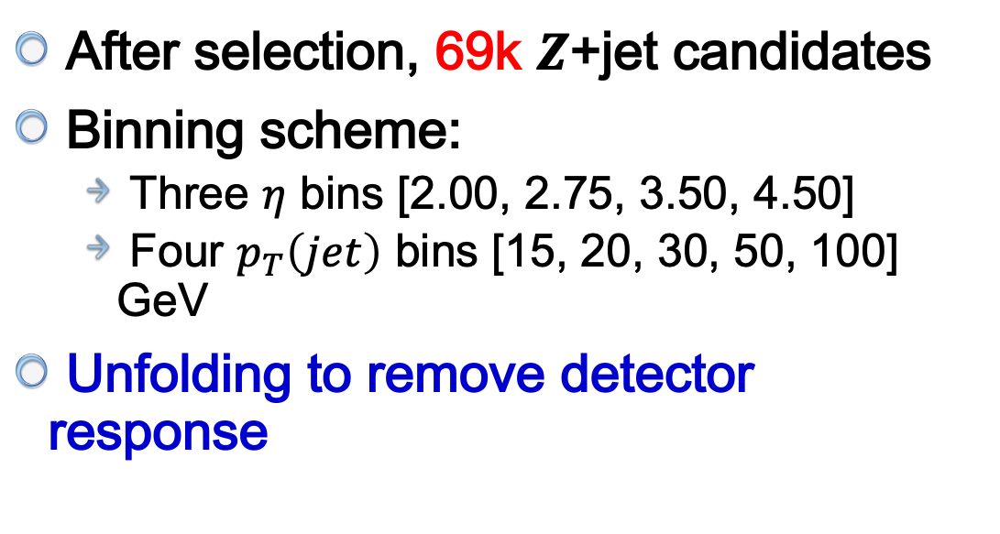 After selection, 69k Z+jet candidates
Binning scheme:
Three η bins [2.00, 2.75, 3.50, 4.50]
Four p_T(jet) bins [15, 20, 30, 50, 100]
GeV
Unfolding to remove detector
response